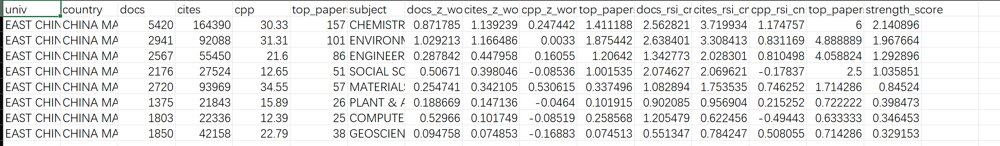 univ country docs cites cpp top_papers subject docs_z_wo cites_z_wo cpp_z_wor top_papers docs_rsi_cn cites_rsi_cn cpp_rsi_cn top_papers strength_score
EAST CHIN CHINA MA 5420 164390 30.33 157 CHEMISTR 0.871785 1.139239 0.247442 1.411188 2.562821 3.719934 1.174757 6 2.140896
EAST CHIN CHINA MA 2941 92088 31.31 101 ENVIRONM 1.029213 1.166486 0.0033 1.875442 2.638401 3.308413 0.831169 4.888889 1.967664
EAST CHIN CHINA MA 2567 55450 21.6 86 ENGINEER 0.287842 0.447958 0.16055 1.20642 1.342773 2.028301 0.810498 4.058824 1.292896
EAST CHIN CHINA MA 2176 27524 12.65 51 SOCIAL SC 0.50671 0.398046 -0.08536 1.001535 2.074627 2.069621 -0.17837 2.5 1.035851
EAST CHIN CHINA MA 2720 93969 34.55 57 MATERIALS 0.254741 0.342105 0.530615 0.337496 1.082894 1.753535 0.746252 1.714286 0.84524
EAST CHIN CHINA MA 1375 21843 15.89 26 PLANT & A 0.188669 0.147136 -0.0464 0.101915 0.902085 0.956904 0.215252 0.722222 0.398473
EAST CHIN CHINA MA 1803 22336 12.39 25 COMPUTE 0.52966 0.101749 -0.08519 0.258568 1.205479 0.622456 -0.49443 0.633333 0.346453
EAST CHIN CHINA MA 1850 42158 22.79 38 GEOSCIEN 0.094758 0.074853 -0.16883 0.074513 0.551347 0.784247 0.508055 0.714286 0.329153